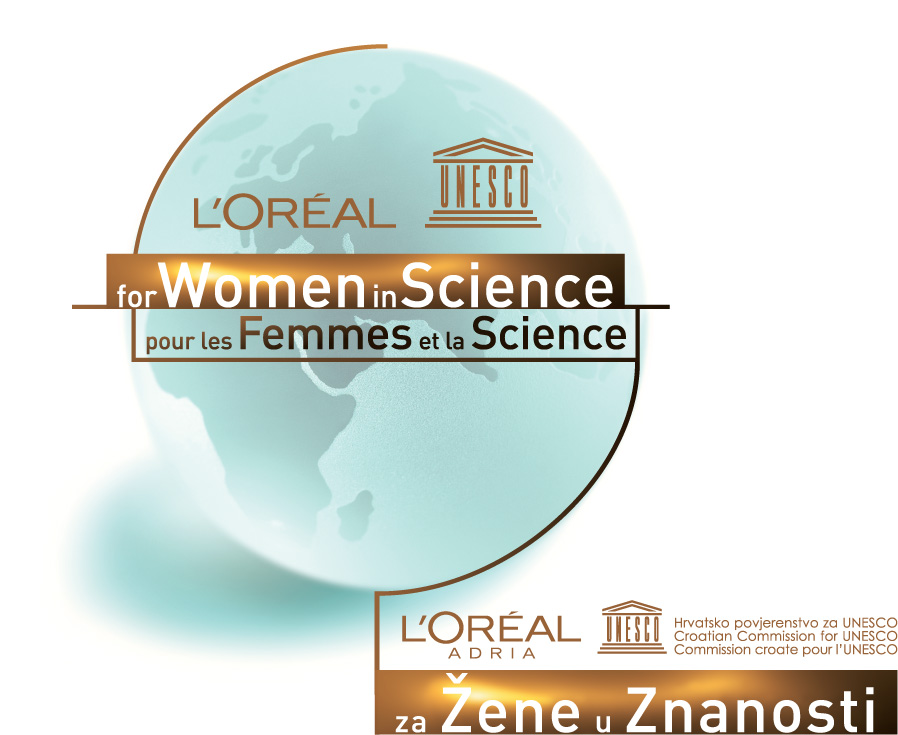 L'ORÉAL
UNESCO
for Women in Science
pour les Femmes et la Science
L'ORÉAL
ADRIA
UNESCO
Hrvatsko povjerenstvo za UNESCO
Croatian Commission for UNESCO
Commission croate pour l'UNESCO
za Žene u Znanosti